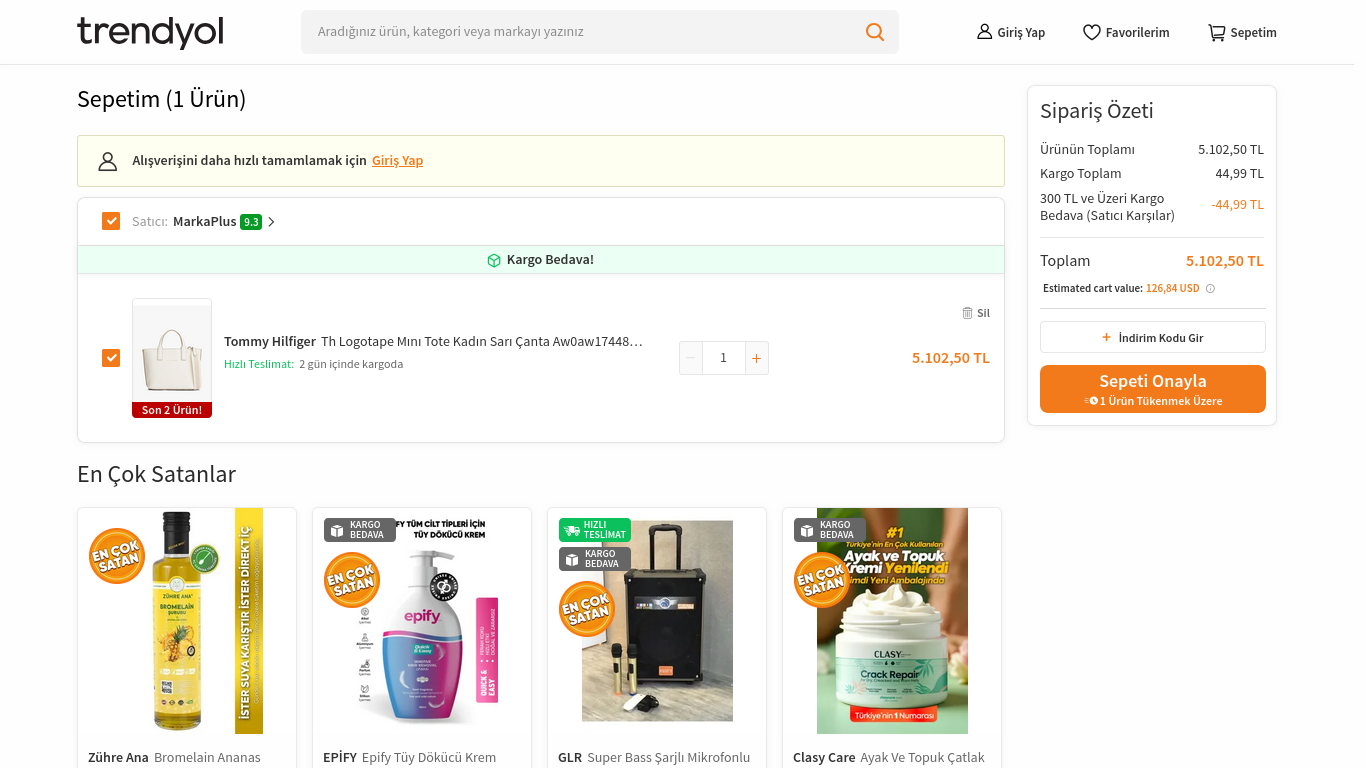 trendyol
Aradığınız ürün, kategori veya markayı yazınız
Giriş Yap
Favorilerim
Sepetim
Sepetim (1 Ürün)
Alışverişini daha hızlı tamamlamak için Giriş Yap
Satıcı: MarkaPlus 9.3
Kargo Bedava!
Sil
Tommy Hilfiger Th Logotape Mını Tote Kadın Sarı Çanta Aw0aw17448…
Hızlı Teslimat: 2 gün içinde kargoda
1
5.102,50 TL
Son 2 Ürün!
Sipariş Özeti
Ürünün Toplamı 5.102,50 TL
Kargo Toplam 44,99 TL
300 TL ve Üzeri Kargo
Bedava (Satıcı Karşılar) -44,99 TL
Toplam 5.102,50 TL
Estimated cart value: 126,84 USD
+ İndirim Kodu Gir
Sepeti Onayla
1 Ürün Tükenmek Üzere
En Çok Satanlar
EN ÇOK
SATAN
ZÜHRE ANA
BROMELAIN
ŞURUBU
İSTER SUYA KARIŞTIR İSTER DİREKT İÇ
Zühre Ana Bromelain Ananas
KARGO
BEDAVA
FY TÜM CİLT TİPLERİ İÇİN
TÜY DÖKÜCÜ KREM
EN ÇOK
SATAN
epify
Quick
& Easy
QUICK &
EASY
EPİFY Epify Tüy Dökücü Krem
HIZLI
TESLİMAT
KARGO
BEDAVA
EN ÇOK
SATAN
GLR Super Bass Şarjlı Mikrofonlu
KARGO
BEDAVA
#1
Türkiye'nin En Çok Kullanılan
Ayak ve Topuk
Kremi Yenilendi
Şimdi Yeni Ambalajında
EN ÇOK
SATAN
CLASY
Crack Repair
Türkiye'nin 1 Numarası
Clasy Care Ayak Ve Topuk Çatlak